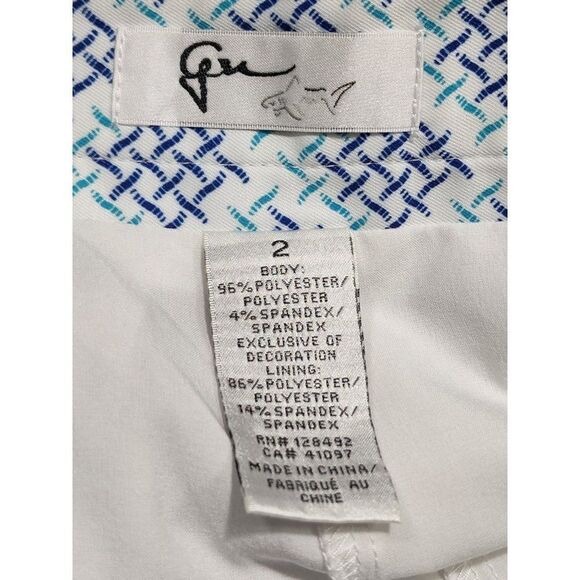 2
BODY:
96% POLYESTER/
POLYESTER
4% SPANDEX/
SPANDEX
EXCLUSIVE OF
DECORATION
LINING:
86% POLYESTER/
POLYESTER
14% SPANDEX/
SPANDEX
RN# 128492
CA# 41097
MADE IN CHINA/
FABRIQUÉ AU
CHINE